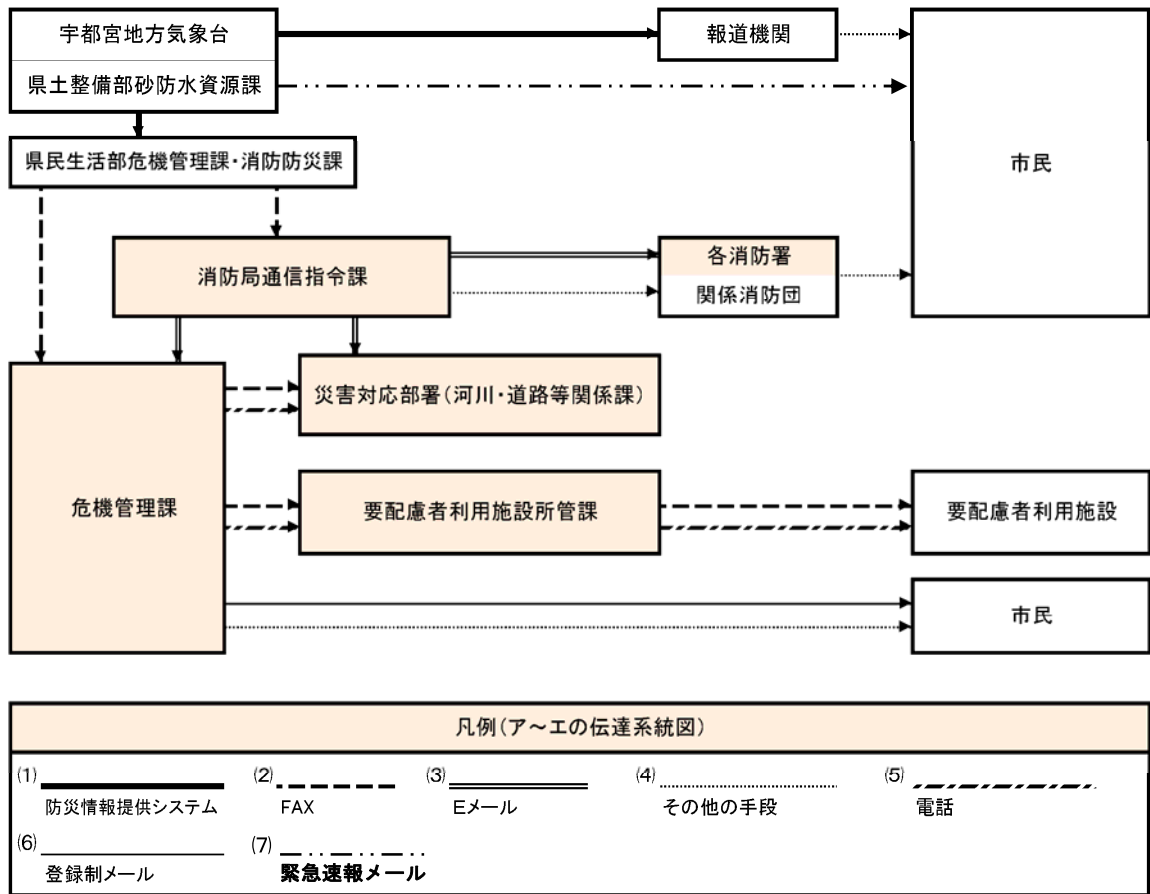 宇都宮地方気象台
報道機関
県土整備部砂防水資源課
県民生活部危機管理課・消防防災課
市民
消防局通信指令課
各消防署
関係消防団
災害対応部署(河川・道路等関係課)
危機管理課
要配慮者利用施設所管課
要配慮者利用施設
市民
凡例(ア～エの伝達系統図)
(1)
防災情報提供システム
(2)
FAX
(3)
Eメール
(4)
その他の手段
(5)
電話
(6)
登録制メール
(7)
緊急速報メール